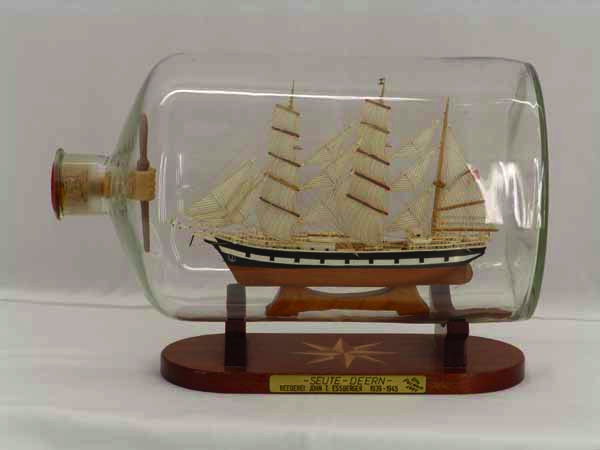 -SEUTE-DEERN-
REEDEREI JOHN T. ESSBERGER 1939-1945